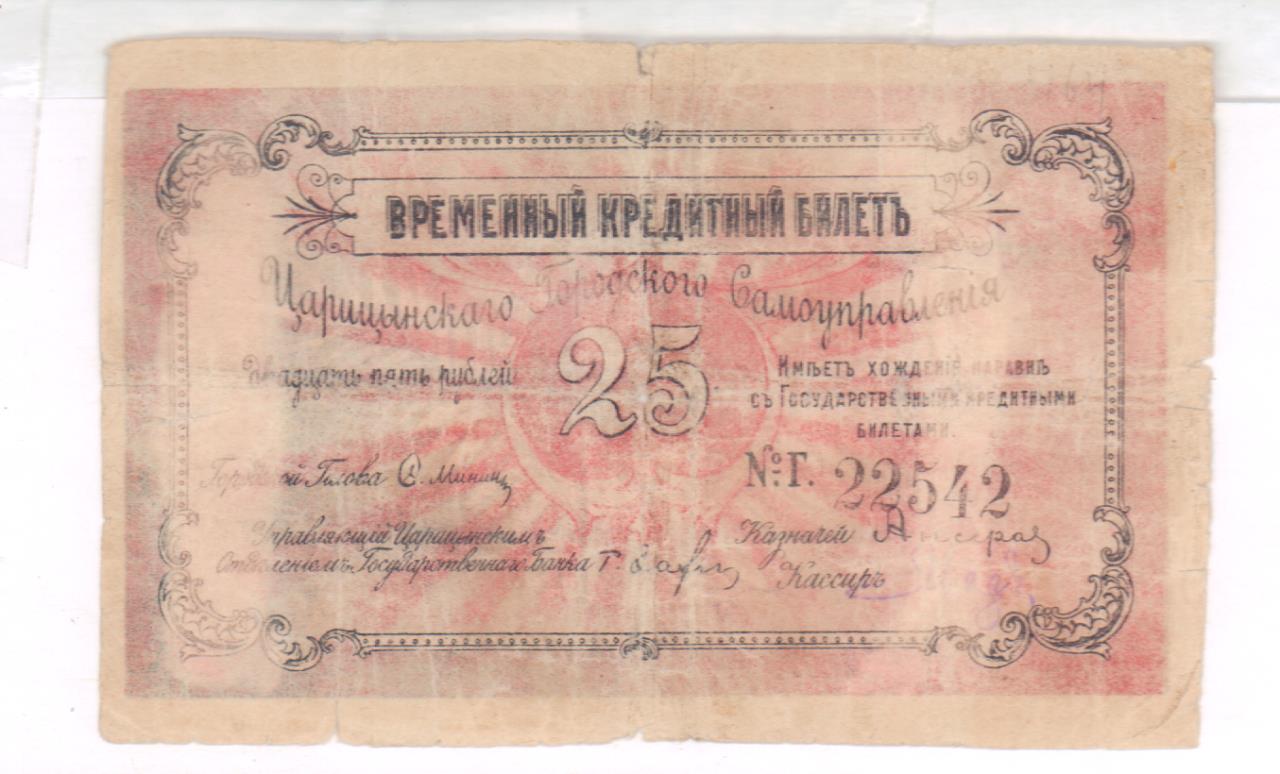 ВРЕМЕННЫЙ КРЕДИТНЫЙ БИЛЕТЪ
Царицынскаго Городского Самоуправленія
25
Двадцать пять рублей
Имѣетъ хожденіе наравнѣ
съ Государственными кредитными
билетами.
№ Г. 22542
Городской Голова С. Минин
Управляющій Царицынскимъ
Отдѣленіемъ Государственнаго Банка Г.
Казначей
Кассиръ